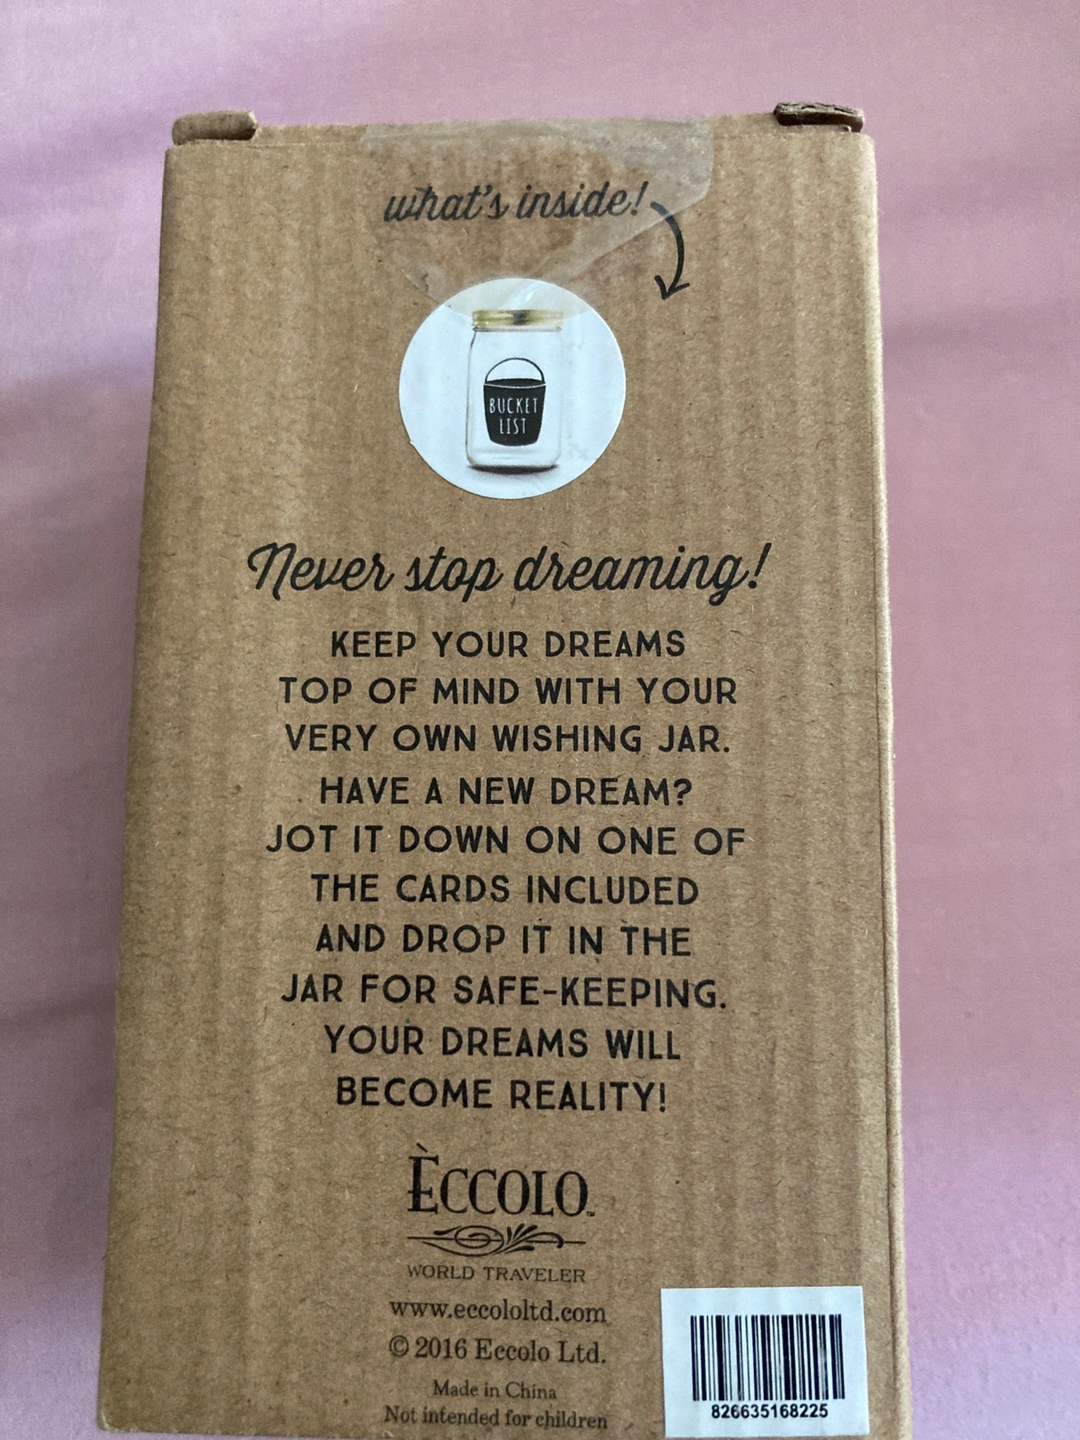 what's inside!
BUCKET
LIST
Never stop dreaming!
KEEP YOUR DREAMS
TOP OF MIND WITH YOUR
VERY OWN WISHING JAR.
HAVE A NEW DREAM?
JOT IT DOWN ON ONE OF
THE CARDS INCLUDED
AND DROP IT IN THE
JAR FOR SAFE-KEEPING.
YOUR DREAMS WILL
BECOME REALITY!
ÈCCOLO™
WORLD TRAVELER
www.eccololtd.com
© 2016 Eccolo Ltd.
Made in China
Not intended for children
826635168225